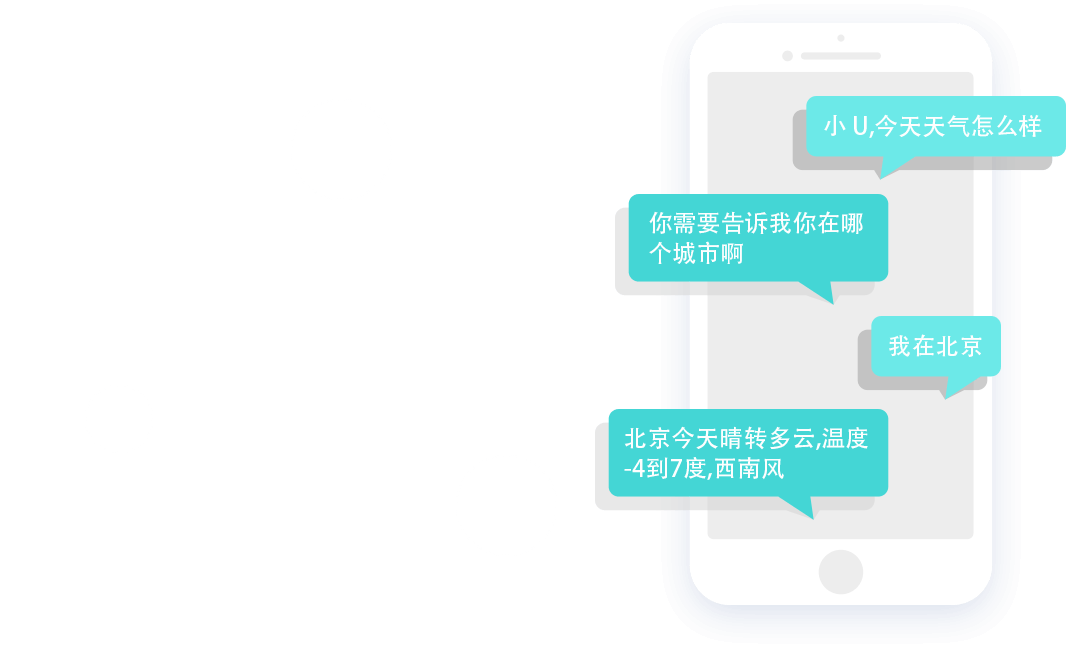 小 U,今天天气怎么样
你需要告诉我你在哪
个城市啊
我在北京
北京今天晴转多云,温度
-4到7度,西南风